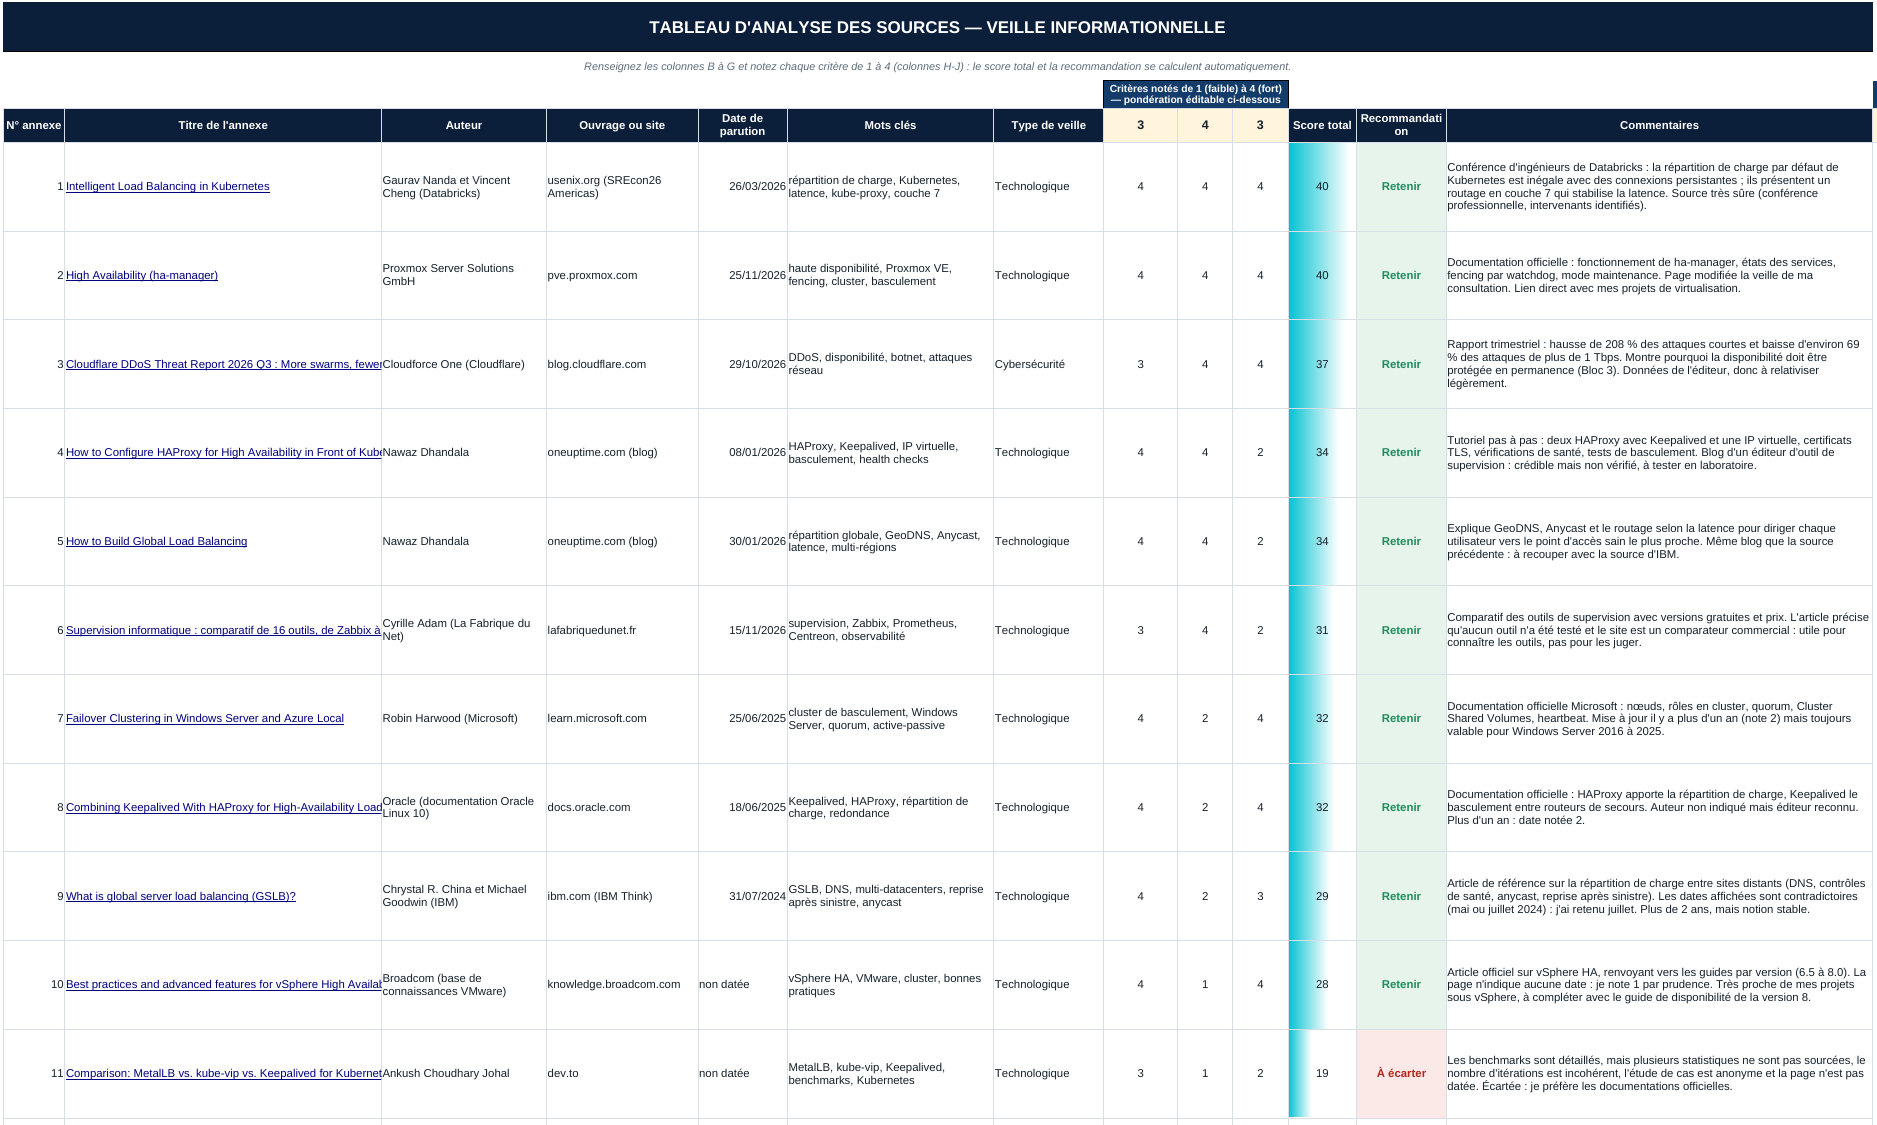 TABLEAU D'ANALYSE DES SOURCES — VEILLE INFORMATIONNELLE
Renseignez les colonnes B à G et notez chaque critère de 1 à 4 (colonnes H-J) : le score total et la recommandation se calculent automatiquement.
Critères notés de 1 (faible) à 4 (fort)
— pondération éditable ci-dessous
N° annexe
Titre de l'annexe
Auteur
Ouvrage ou site
Date de
parution
Mots clés
Type de veille
3
4
3
Score total
Recommandati
on
Commentaires
1
Intelligent Load Balancing in Kubernetes
Gaurav Nanda et Vincent
Cheng (Databricks)
usenix.org (SREcon26
Americas)
26/03/2026
répartition de charge, Kubernetes,
latence, kube-proxy, couche 7
Technologique
4
4
4
40
Retenir
Conférence d'ingénieurs de Databricks : la répartition de charge par défaut de
Kubernetes est inégale avec des connexions persistantes ; ils présentent un
routage en couche 7 qui stabilise la latence. Source très sûre (conférence
professionnelle, intervenants identifiés).
2
High Availability (ha-manager)
Proxmox Server Solutions
GmbH
pve.proxmox.com
25/11/2026
haute disponibilité, Proxmox VE,
fencing, cluster, basculement
Technologique
4
4
4
40
Retenir
Documentation officielle : fonctionnement de ha-manager, états des services,
fencing par watchdog, mode maintenance. Page modifiée la veille de ma
consultation. Lien direct avec mes projets de virtualisation.
3
Cloudflare DDoS Threat Report 2026 Q3 : More swarms, fewer
Cloudforce One (Cloudflare)
blog.cloudflare.com
29/10/2026
DDoS, disponibilité, botnet, attaques
réseau
Cybersécurité
3
4
4
37
Retenir
Rapport trimestriel : hausse de 208 % des attaques courtes et baisse d'environ 69
% des attaques de plus de 1 Tbps. Montre pourquoi la disponibilité doit être
protégée en permanence (Bloc 3). Données de l'éditeur, donc à relativiser
légèrement.
4
How to Configure HAProxy for High Availability in Front of Kube
Nawaz Dhandala
oneuptime.com (blog)
08/01/2026
HAProxy, Keepalived, IP virtuelle,
basculement, health checks
Technologique
4
4
2
34
Retenir
Tutoriel pas à pas : deux HAProxy avec Keepalived et une IP virtuelle, certificats
TLS, vérifications de santé, tests de basculement. Blog d'un éditeur d'outil de
supervision : crédible mais non vérifié, à tester en laboratoire.
5
How to Build Global Load Balancing
Nawaz Dhandala
oneuptime.com (blog)
30/01/2026
répartition globale, GeoDNS, Anycast,
latence, multi-régions
Technologique
4
4
2
34
Retenir
Explique GeoDNS, Anycast et le routage selon la latence pour diriger chaque
utilisateur vers le point d'accès sain le plus proche. Même blog que la source
précédente : à recouper avec la source d'IBM.
6
Supervision informatique : comparatif de 16 outils, de Zabbix à
Cyrille Adam (La Fabrique du
Net)
lafabriquedunet.fr
15/11/2026
supervision, Zabbix, Prometheus,
Centreon, observabilité
Technologique
3
4
2
31
Retenir
Comparatif des outils de supervision avec versions gratuites et prix. L'article précise
qu'aucun outil n'a été testé et le site est un comparateur commercial : utile pour
connaître les outils, pas pour les juger.
7
Failover Clustering in Windows Server and Azure Local
Robin Harwood (Microsoft)
learn.microsoft.com
25/06/2025
cluster de basculement, Windows
Server, quorum, active-passive
Technologique
4
2
4
32
Retenir
Documentation officielle Microsoft : nœuds, rôles en cluster, quorum, Cluster
Shared Volumes, heartbeat. Mise à jour il y a plus d'un an (note 2) mais toujours
valable pour Windows Server 2016 à 2025.
8
Combining Keepalived With HAProxy for High-Availability Load
Oracle (documentation Oracle
Linux 10)
docs.oracle.com
18/06/2025
Keepalived, HAProxy, répartition de
charge, redondance
Technologique
4
2
4
32
Retenir
Documentation officielle : HAProxy apporte la répartition de charge, Keepalived le
basculement entre routeurs de secours. Auteur non indiqué mais éditeur reconnu.
Plus d'un an : date notée 2.
9
What is global server load balancing (GSLB)?
Chrystal R. China et Michael
Goodwin (IBM)
ibm.com (IBM Think)
31/07/2024
GSLB, DNS, multi-datacenters, reprise
après sinistre, anycast
Technologique
4
2
3
29
Retenir
Article de référence sur la répartition de charge entre sites distants (DNS, contrôles
de santé, anycast, reprise après sinistre). Les dates affichées sont contradictoires
(mai ou juillet 2024) : j'ai retenu juillet. Plus de 2 ans, mais notion stable.
10
Best practices and advanced features for vSphere High Availab
Broadcom (base de
connaissances VMware)
knowledge.broadcom.com
non datée
vSphere HA, VMware, cluster, bonnes
pratiques
Technologique
4
1
4
28
Retenir
Article officiel sur vSphere HA, renvoyant vers les guides par version (6.5 à 8.0). La
page n'indique aucune date : je note 1 par prudence. Très proche de mes projets
sous vSphere, à compléter avec le guide de disponibilité de la version 8.
11
Comparison: MetalLB vs. kube-vip vs. Keepalived for Kubernet
Ankush Choudhary Johal
dev.to
non datée
MetalLB, kube-vip, Keepalived,
benchmarks, Kubernetes
Technologique
3
1
2
19
À écarter
Les benchmarks sont détaillés, mais plusieurs statistiques ne sont pas sourcées, le
nombre d'itérations est incohérent, l'étude de cas est anonyme et la page n'est pas
datée. Écartée : je préfère les documentations officielles.